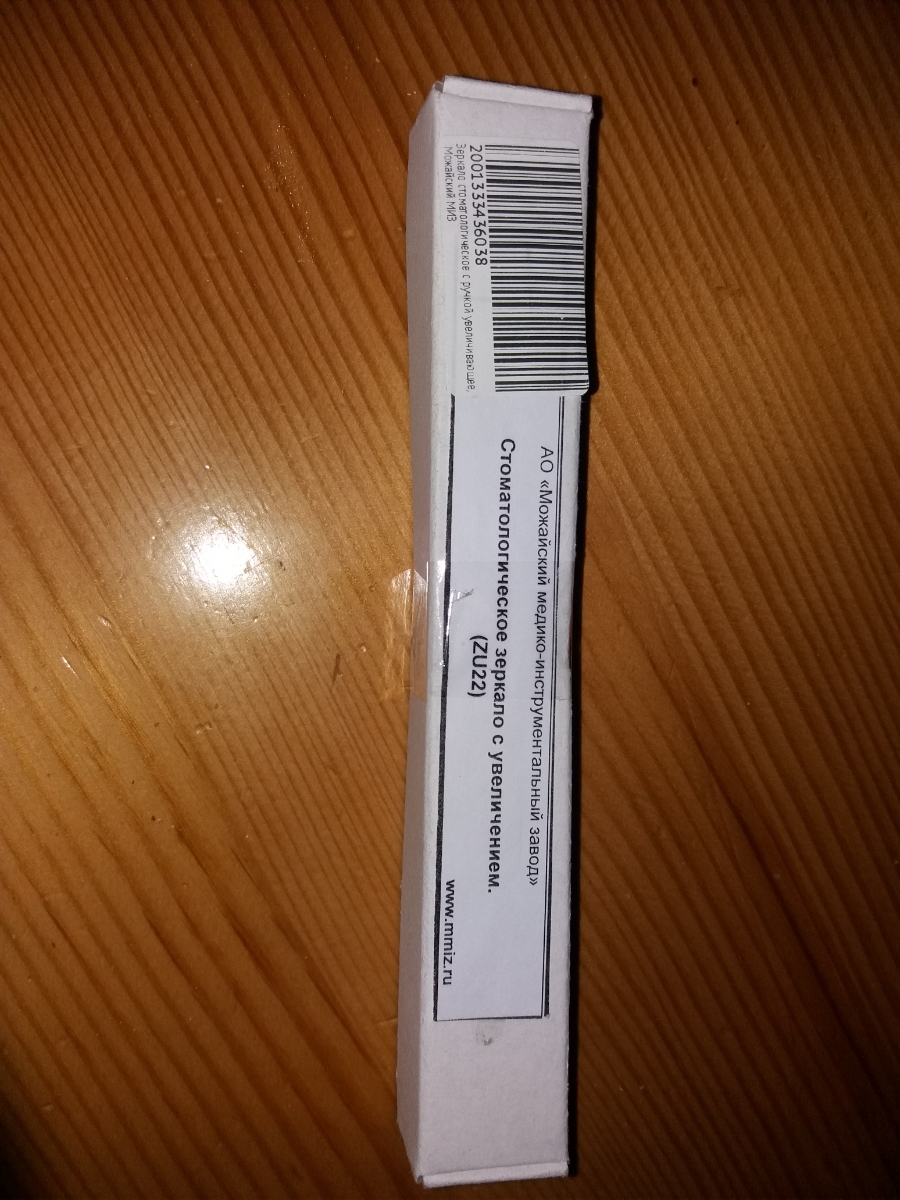 2001333436038
Зеркало стоматологическое с ручкой увеличивающее,
Можайский МИЗ
АО «Можайский медико-инструментальный завод»
Стоматологическое зеркало с увеличением.
(ZU22)
www.mmiz.ru